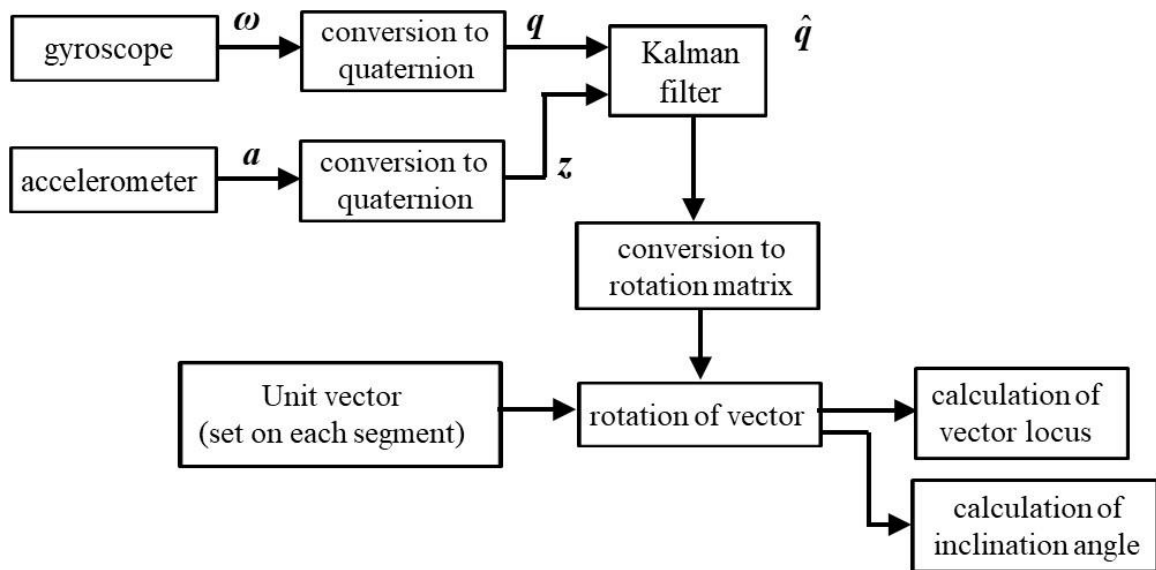 gyroscope
ω
conversion to
quaternion
q
Kalman
filter
q̂
accelerometer
a
conversion to
quaternion
z
conversion to
rotation matrix
Unit vector
(set on each segment)
rotation of vector
calculation of
vector locus
calculation of
inclination angle